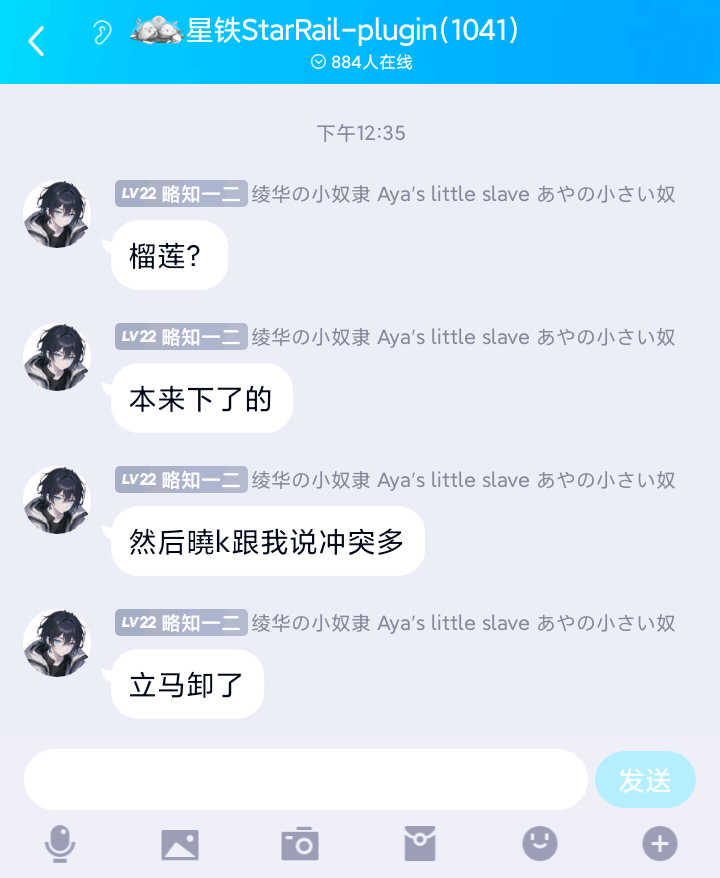 星铁StarRail-plugin(1041)
884人在线
下午12:35
LV22 略知一二 绫华の小奴隶 Aya's little slave あやの小さい奴
榴莲?
LV22 略知一二 绫华の小奴隶 Aya's little slave あやの小さい奴
本来下了的
LV22 略知一二 绫华の小奴隶 Aya's little slave あやの小さい奴
然后曉k跟我说冲突多
LV22 略知一二 绫华の小奴隶 Aya's little slave あやの小さい奴
立马卸了
发送